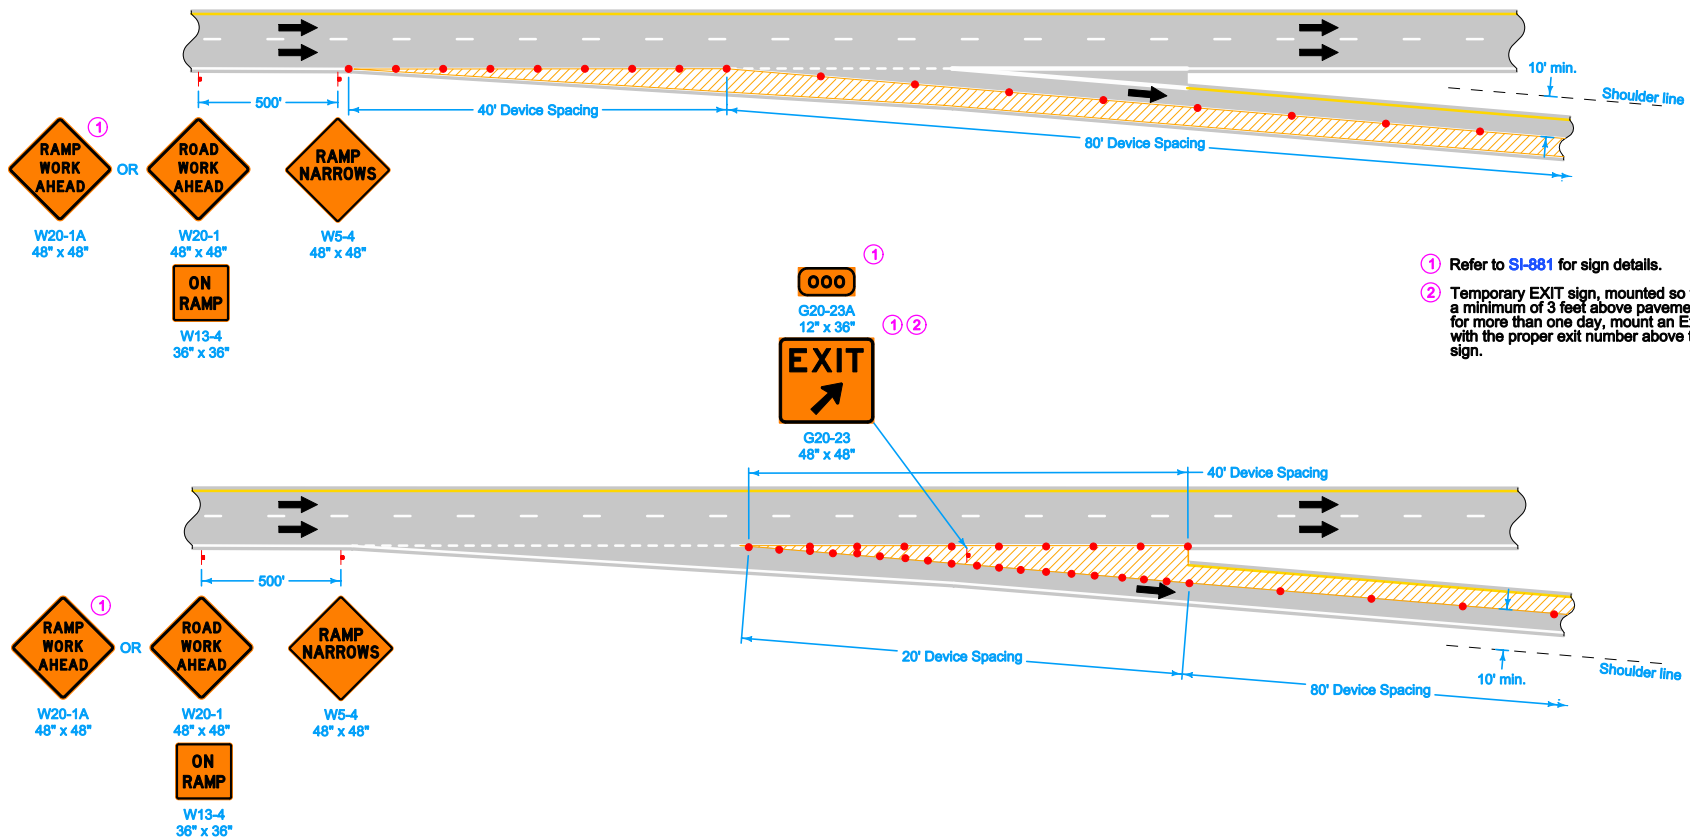 10' min.
Shoulder line
500'
40' Device Spacing
80' Device Spacing
1
RAMP
WORK
AHEAD
OR
ROAD
WORK
AHEAD
RAMP
NARROWS
W20-1A
48" x 48"
W20-1
48" x 48"
W5-4
48" x 48"
ON
RAMP
W13-4
36" x 36"
1
000
G20-23A
12" x 36"
1 2
EXIT
G20-23
48" x 48"
1 Refer to SI-881 for sign details.
2 Temporary EXIT sign, mounted so
a minimum of 3 feet above
for more than one day, mount an
with the proper exit number above
sign.
40' Device Spacing
500'
20' Device Spacing
80' Device Spacing
10' min.
Shoulder line
1
RAMP
WORK
AHEAD
OR
ROAD
WORK
AHEAD
RAMP
NARROWS
W20-1A
48" x 48"
W20-1
48" x 48"
W5-4
48" x 48"
ON
RAMP
W13-4
36" x 36"